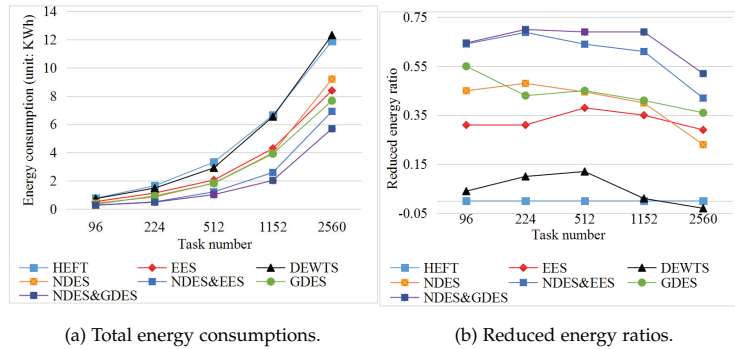 Energy consumption (unit: KWh)
14
12
10
8
6
4
2
0
96 224 512 1152 2560
Task number
HEFT EES DEWTS
NDES NDES&EES GDES
NDES&GDES
(a) Total energy consumptions.
Reduced energy ratio
0.75
0.55
0.35
0.15
-0.05
96 224 512 1152 2560
Task number
HEFT EES DEWTS
NDES NDES&EES GDES
NDES&GDES
(b) Reduced energy ratios.